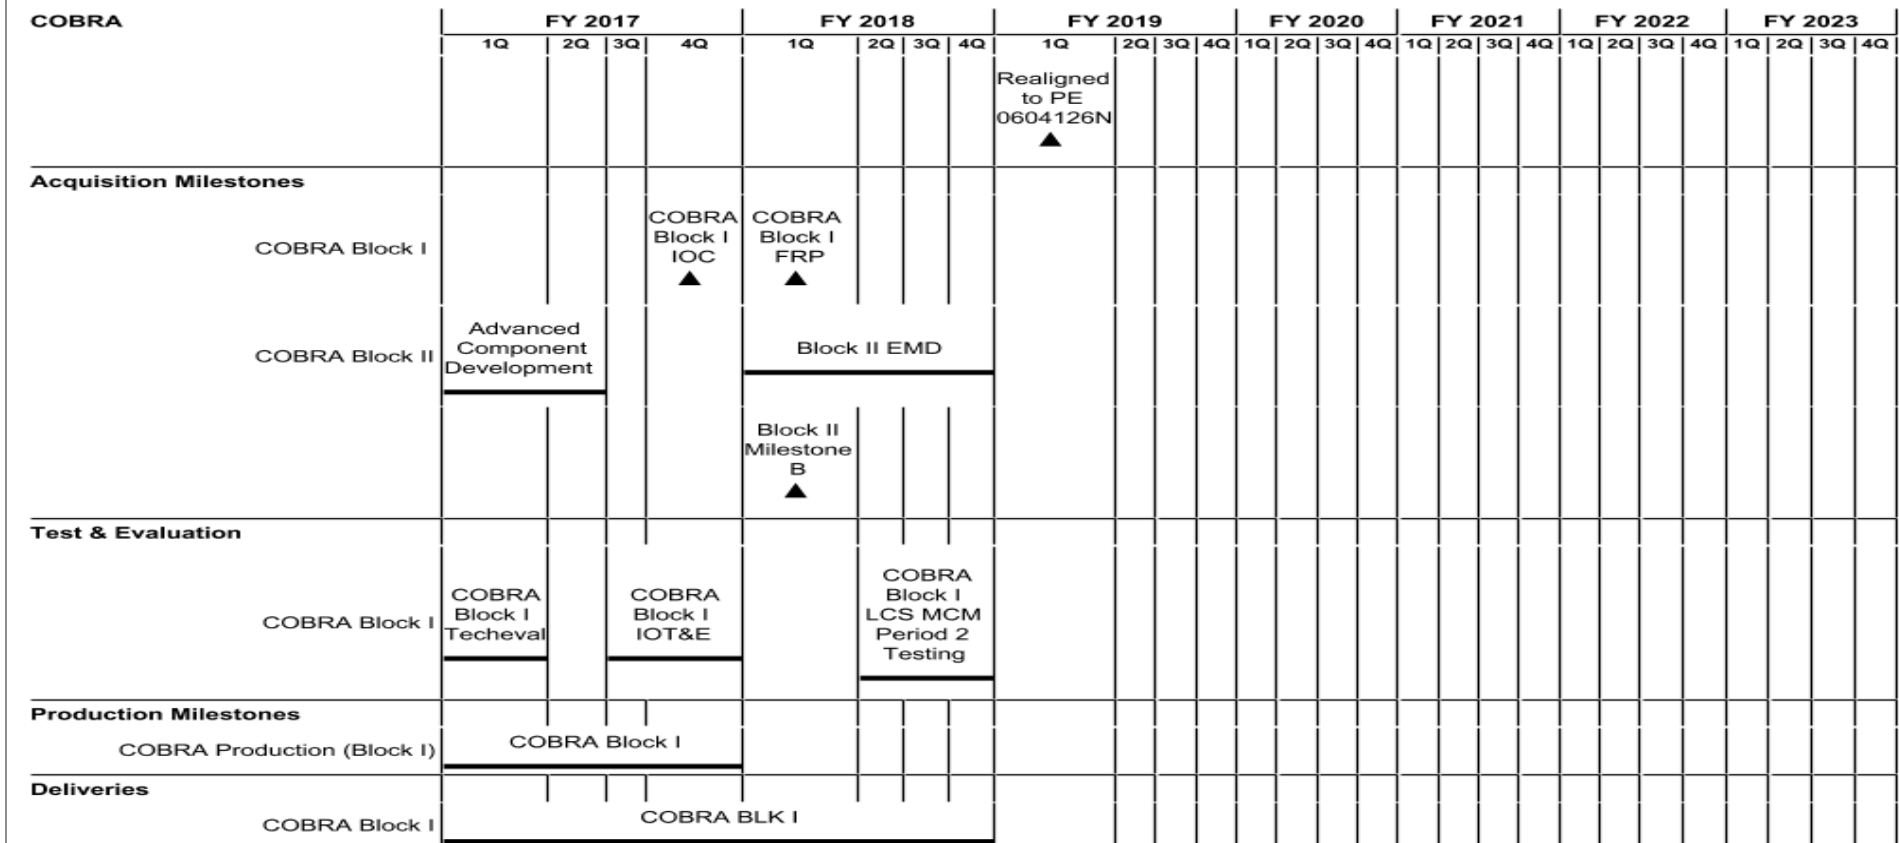 COBRA FY 2017 FY 2018 FY 2019 FY 2020 FY 2021 FY 2022 FY 2023
1Q 2Q 3Q 4Q 1Q 2Q 3Q 4Q 1Q 2Q 3Q 4Q 1Q 2Q 3Q 4Q 1Q 2Q 3Q 4Q 1Q 2Q 3Q 4Q 1Q 2Q 3Q 4Q
Realigned
to PE
0604126N
Acquisition Milestones
COBRA Block I
COBRA
Block I
IOC
COBRA
Block I
FRP
COBRA Block II
Advanced
Component
Development
Block II EMD
Block II
Milestone
B
Test & Evaluation
COBRA Block I
COBRA
Block I
Techeval
COBRA
Block I
IOT&E
COBRA
Block I
LCS MCM
Period 2
Testing
Production Milestones
COBRA Production (Block I)
COBRA Block I
Deliveries
COBRA Block I
COBRA BLK I